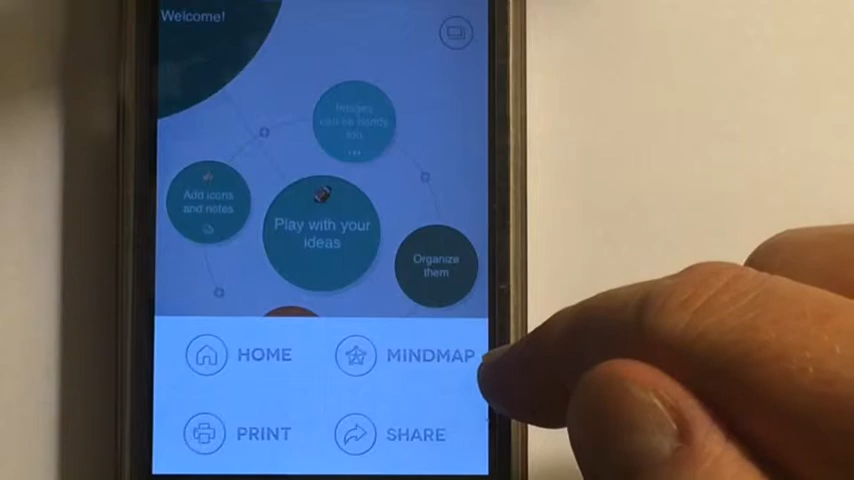 Welcome!
Images
can be nonos
too
Add icons
and notes
Play with your
ideas
Organize
them
HOME
MINDMAP
PRINT
SHARE